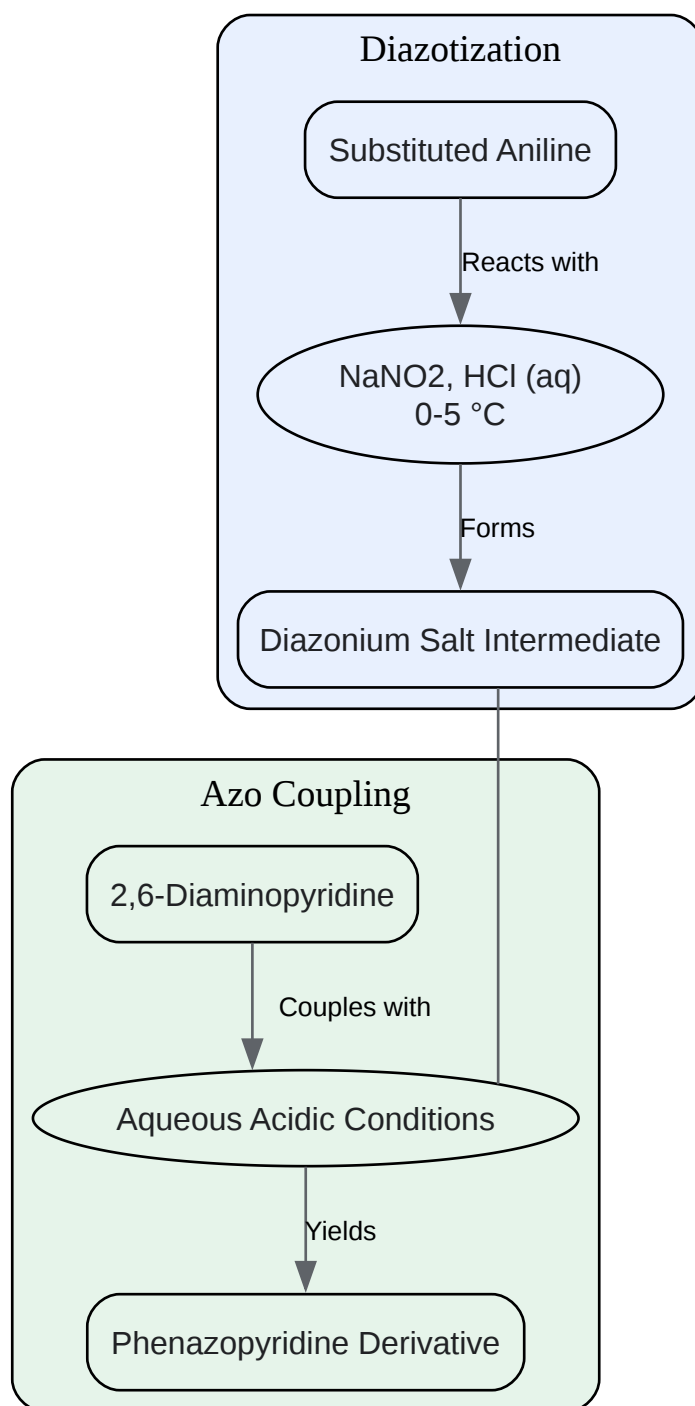 Diazotization
Substituted Aniline
Reacts with
NaNO2, HCl (aq)
0-5 °C
Forms
Diazonium Salt Intermediate
Azo Coupling
2,6-Diaminopyridine
Couples with
Aqueous Acidic Conditions
Yields
Phenazopyridine Derivative